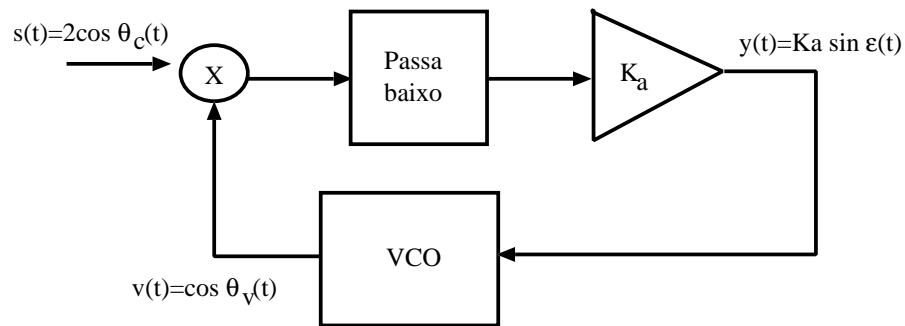 s(t)=2cos θc(t)
X
Passa
baixo
Ka
y(t)=Ka sin ε(t)
VCO
v(t)=cos θv(t)